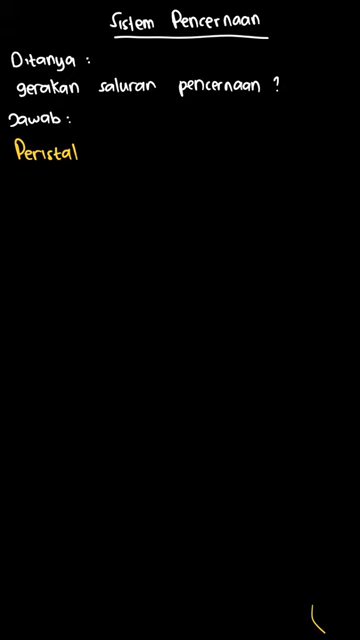 Sistem Pencernaan
Ditanya :
gerakan saluran pencernaan ?
Jawab :
Peristal